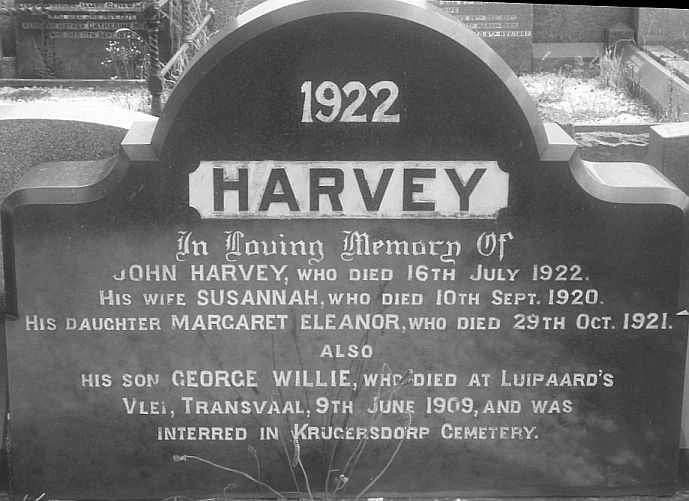 1922
HARVEY
In Loving Memory Of
JOHN HARVEY, WHO DIED 16TH JULY 1922.
HIS WIFE SUSANNAH, WHO DIED 10TH SEPT. 1920.
HIS DAUGHTER MARGARET ELEANOR, WHO DIED 29TH OCT. 1921.
ALSO
HIS SON GEORGE WILLIE, WHO DIED AT LUIPAARD'S
VLEI, TRANSVAAL, 9TH JUNE 1909, AND WAS
INTERRED IN KRUGERSDORP CEMETERY.